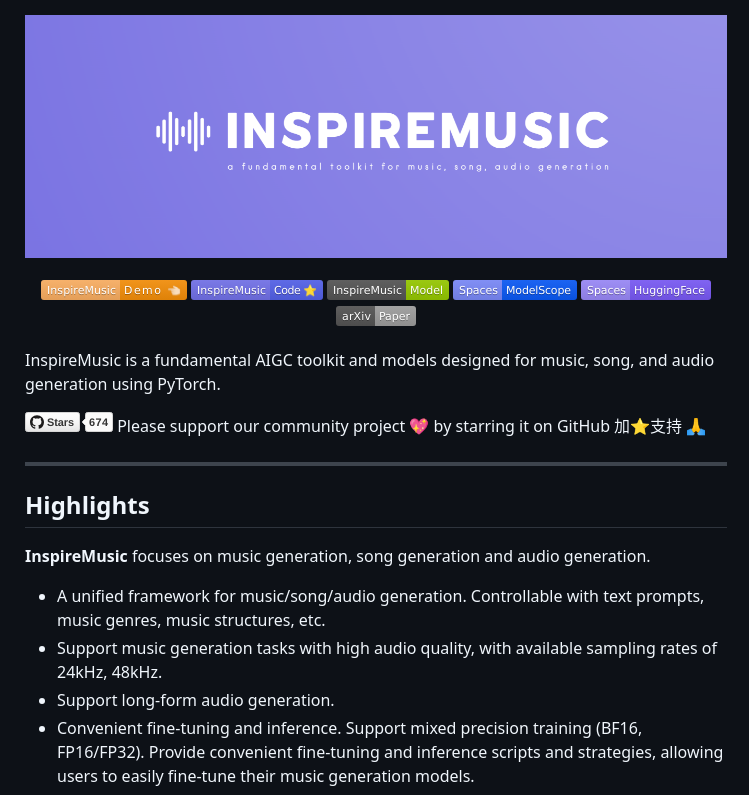 INSPIREMUSIC
a fundamental toolkit for music, song, audio generation
InspireMusic Demo 👈🏻 InspireMusic Code ⭐ InspireMusic Model Spaces ModelScope Spaces HuggingFace
arXiv Paper
InspireMusic is a fundamental AIGC toolkit and models designed for music, song, and audio
generation using PyTorch.
Stars 674 Please support our community project 💖 by starring it on GitHub 加⭐支持 🙏
Highlights
InspireMusic focuses on music generation, song generation and audio generation.
• A unified framework for music/song/audio generation. Controllable with text prompts,
music genres, music structures, etc.
• Support music generation tasks with high audio quality, with available sampling rates of
24kHz, 48kHz.
• Support long-form audio generation.
• Convenient fine-tuning and inference. Support mixed precision training (BF16,
FP16/FP32). Provide convenient fine-tuning and inference scripts and strategies, allowing
users to easily fine-tune their music generation models.